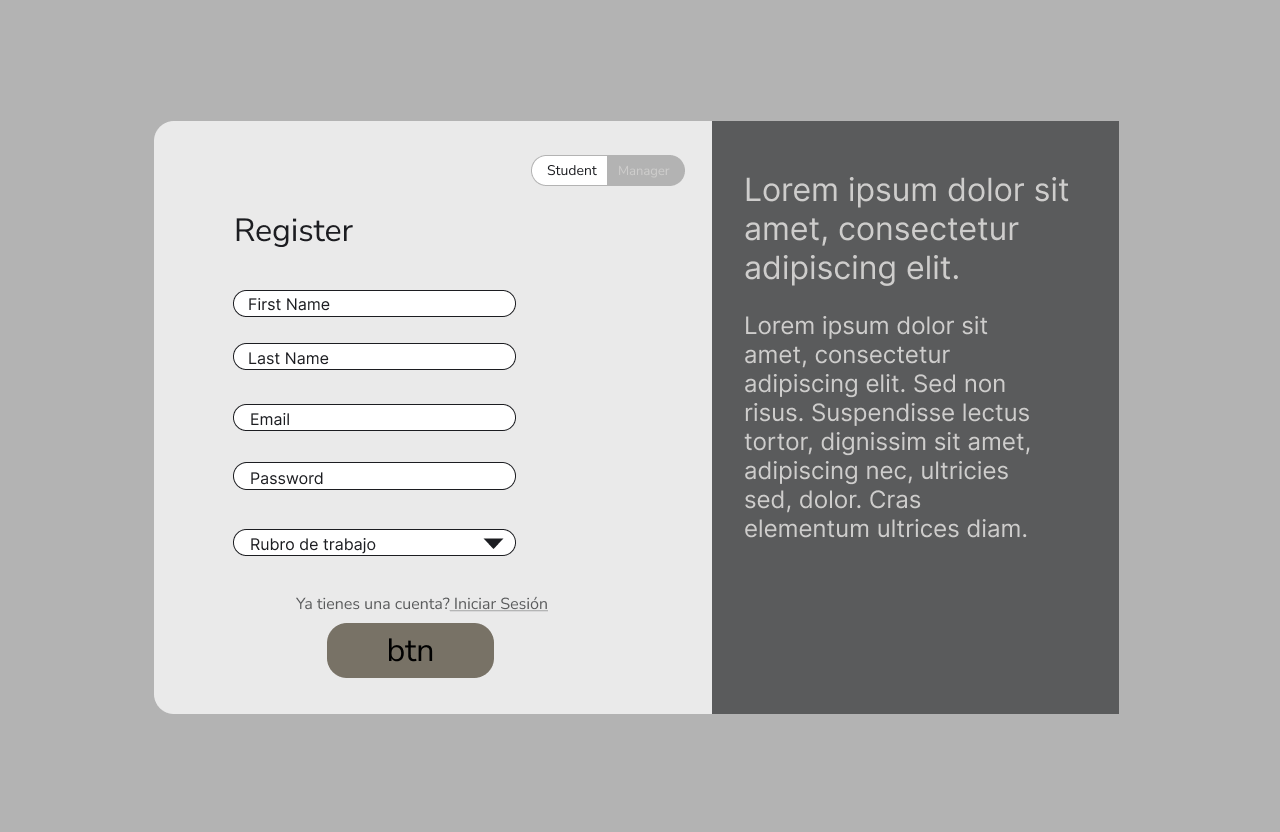 Student
Manager
Register
First Name
Last Name
Email
Password
Rubro de trabajo
Ya tienes una cuenta? Iniciar Sesión
btn
Lorem ipsum dolor sit
amet, consectetur
adipiscing elit.
Lorem ipsum dolor sit
amet, consectetur
adipiscing elit. Sed non
risus. Suspendisse lectus
tortor, dignissim sit amet,
adipiscing nec, ultricies
sed, dolor. Cras
elementum ultrices diam.